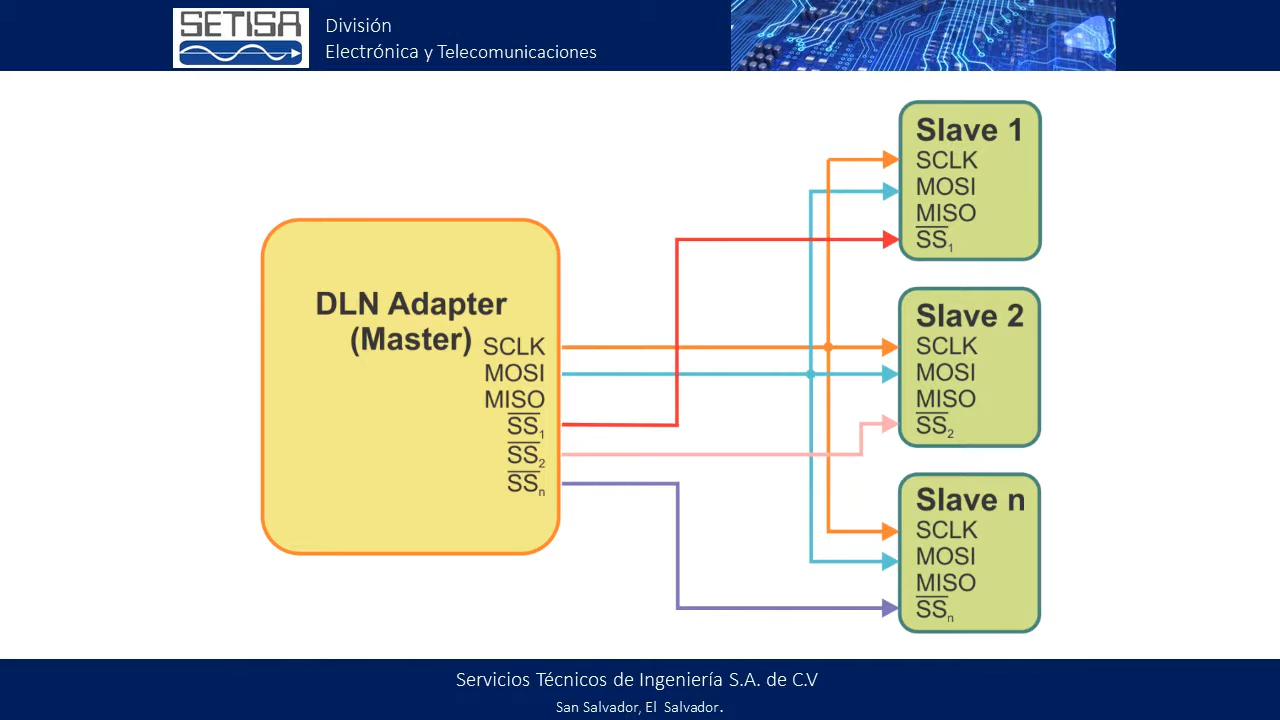 SETISA
División
Electrónica y Telecomunicaciones
DLN Adapter
(Master)
SCLK
MOSI
MISO
SS1
SS2
SSn
Slave 1
SCLK
MOSI
MISO
SS1
Slave 2
SCLK
MOSI
MISO
SS2
Slave n
SCLK
MOSI
MISO
SSn
Servicios Técnicos de Ingeniería S.A. de C.V
San Salvador, El Salvador.